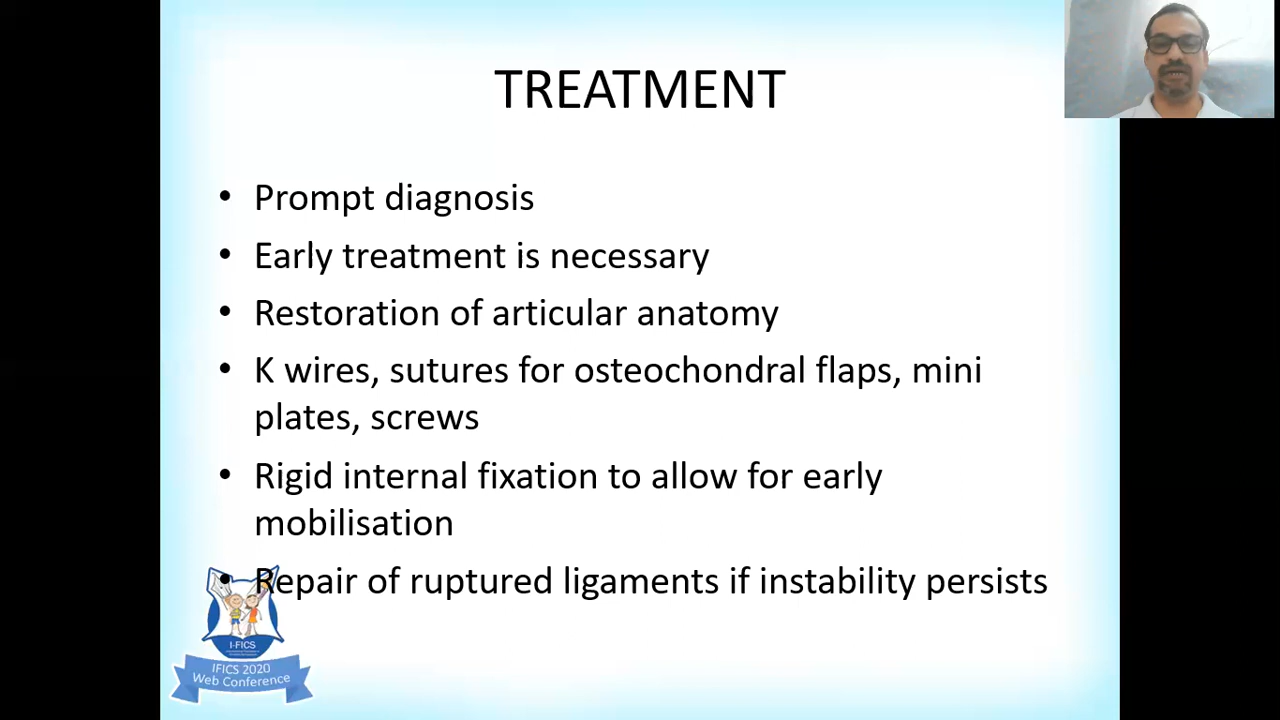 TREATMENT
• Prompt diagnosis
• Early treatment is necessary
• Restoration of articular anatomy
• K wires, sutures for osteochondral flaps, mini
plates, screws
• Rigid internal fixation to allow for early
mobilisation
• Repair of ruptured ligaments if instability persists
I-FICS
IFICS 2020
Web Conference